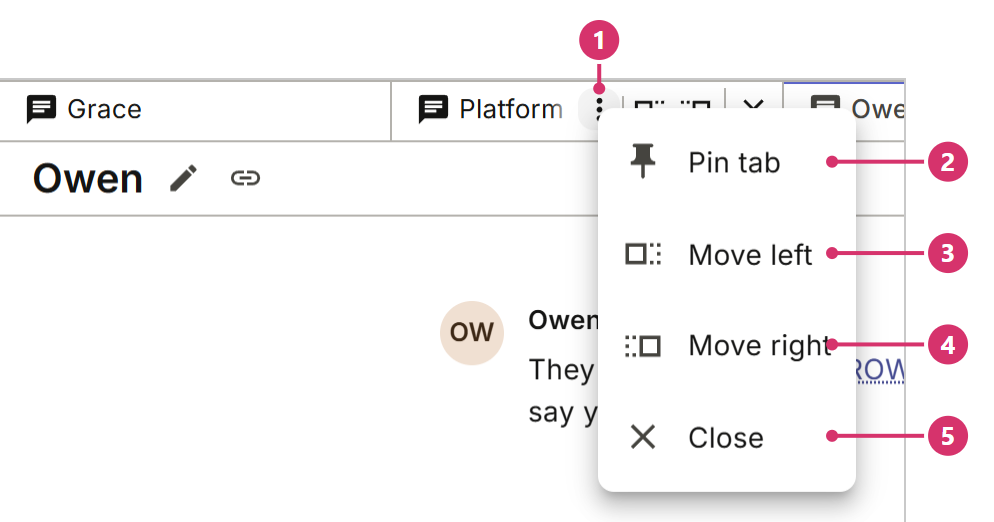 1
Grace
Platform
Owe
Owen
Pin tab
2
Move left
3
OW
Owen
Move right
4
They
ROW
say y
Close
5